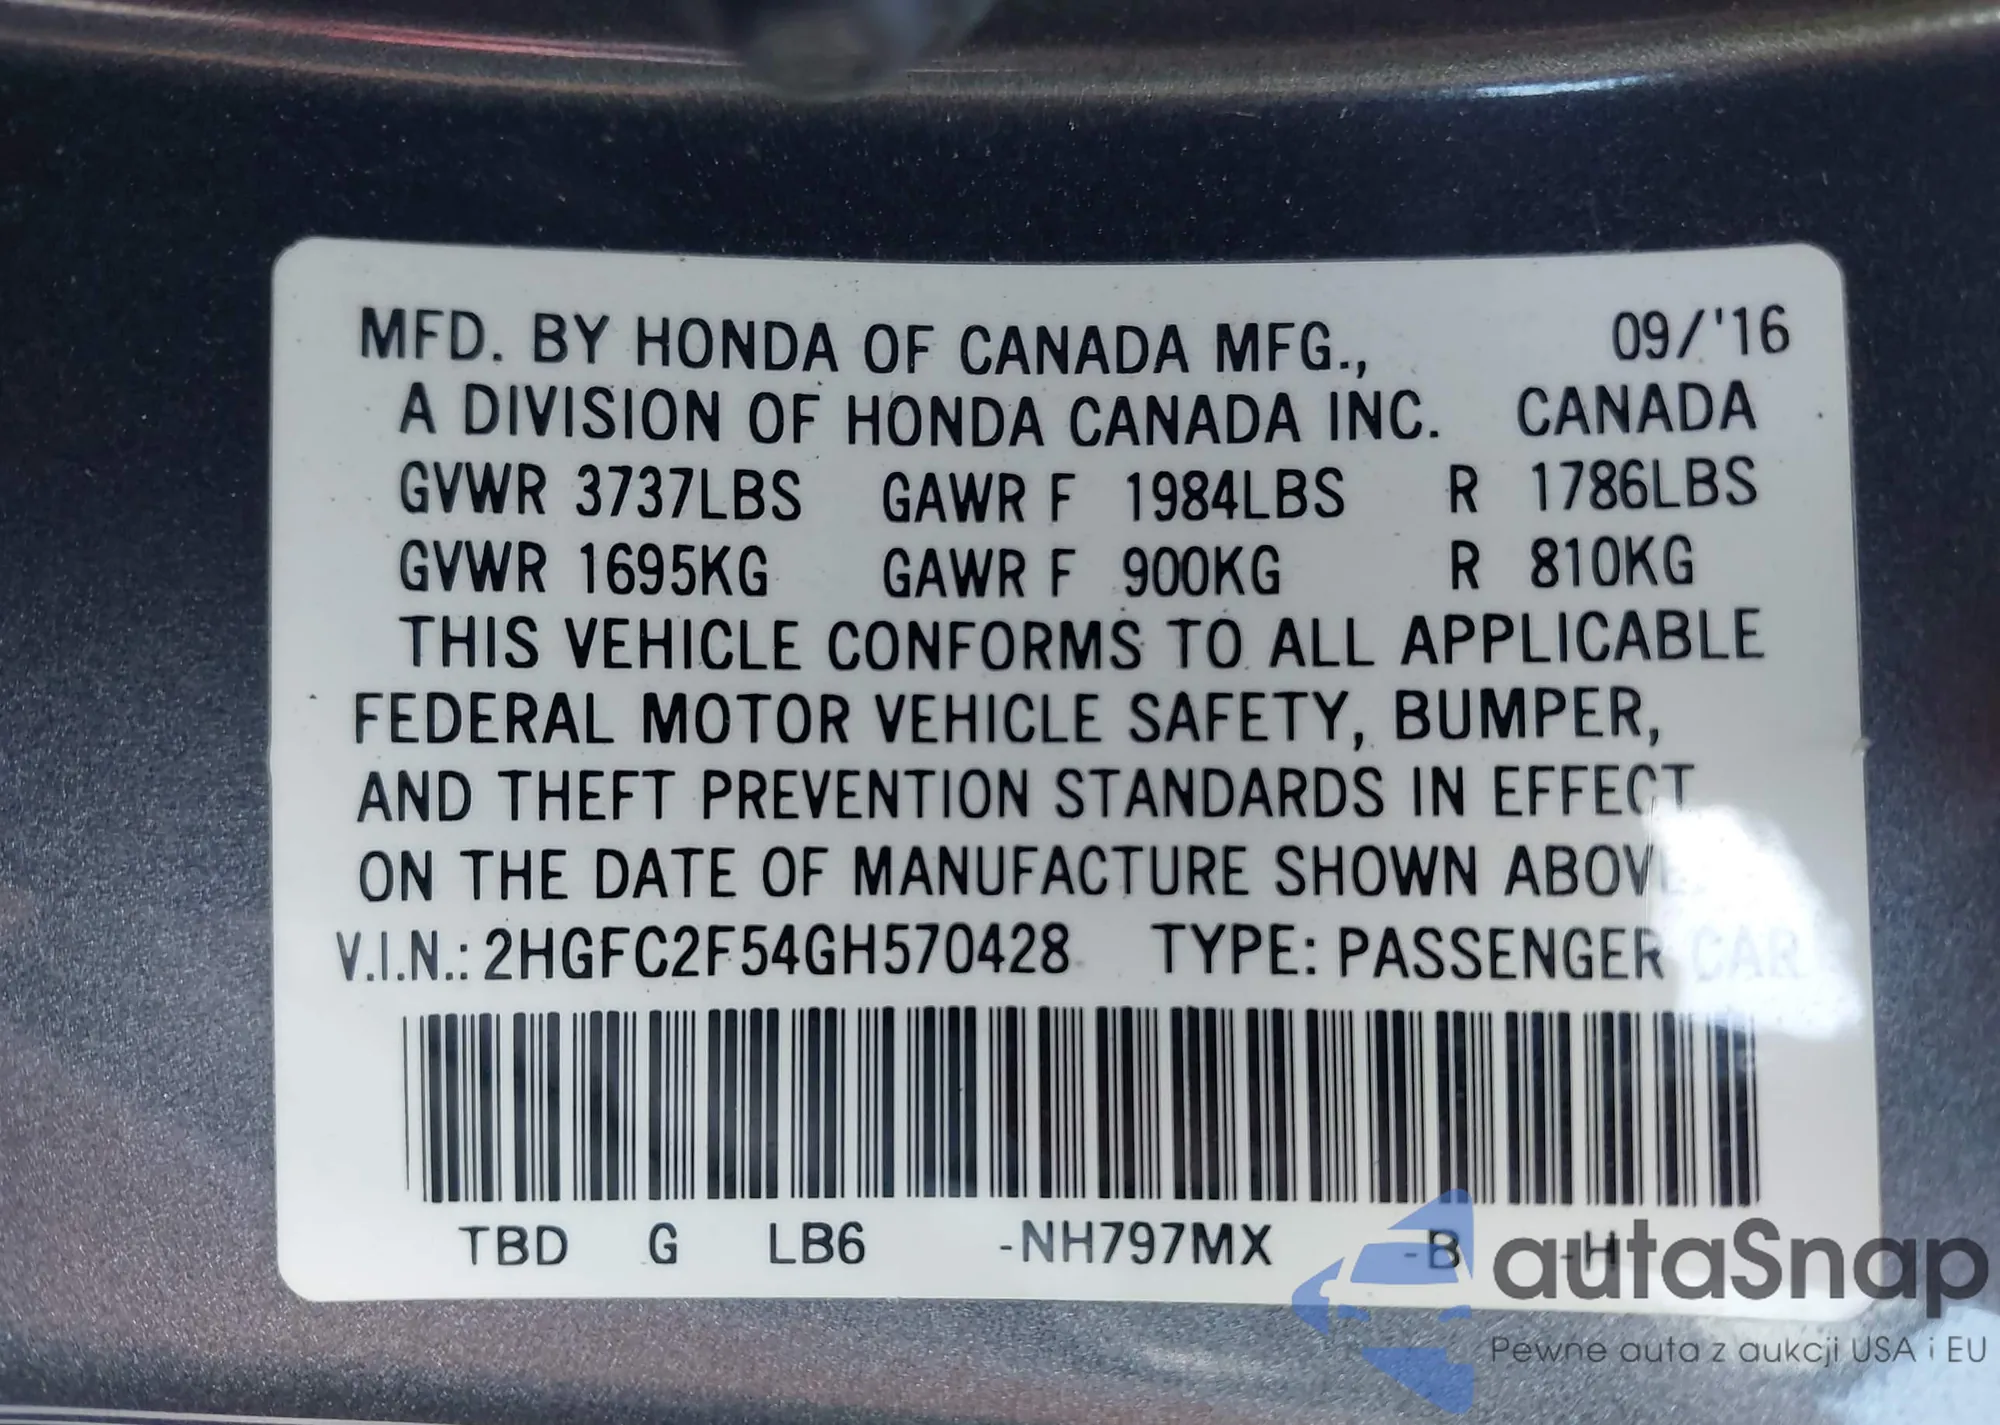 MFD. BY HONDA OF CANADA MFG., 09/'16
A DIVISION OF HONDA CANADA INC. CANADA
GVWR 3737LBS GAWR F 1984LBS R 1786LBS
GVWR 1695KG GAWR F 900KG R 810KG
THIS VEHICLE CONFORMS TO ALL APPLICABLE
FEDERAL MOTOR VEHICLE SAFETY, BUMPER,
AND THEFT PREVENTION STANDARDS IN EFFECT
ON THE DATE OF MANUFACTURE SHOWN ABOVE.
V.I.N.: 2HGFC2F54GH570428 TYPE: PASSENGER CAR
TBD G LB6 -NH797MX -B -H
autaSnap
Pewne auta z aukcji USA i EU